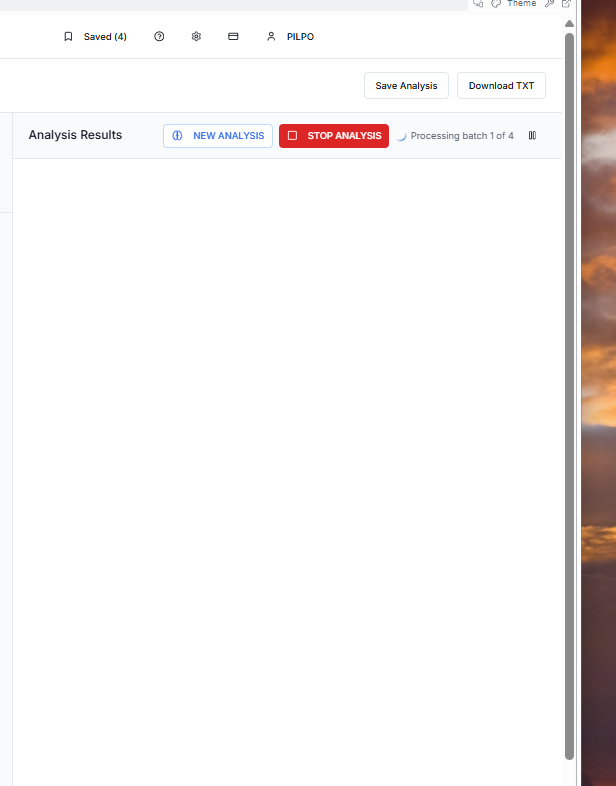 Theme
Saved (4)
PILPO
Save Analysis
Download TXT
Analysis Results
NEW ANALYSIS
STOP ANALYSIS
Processing batch 1 of 4